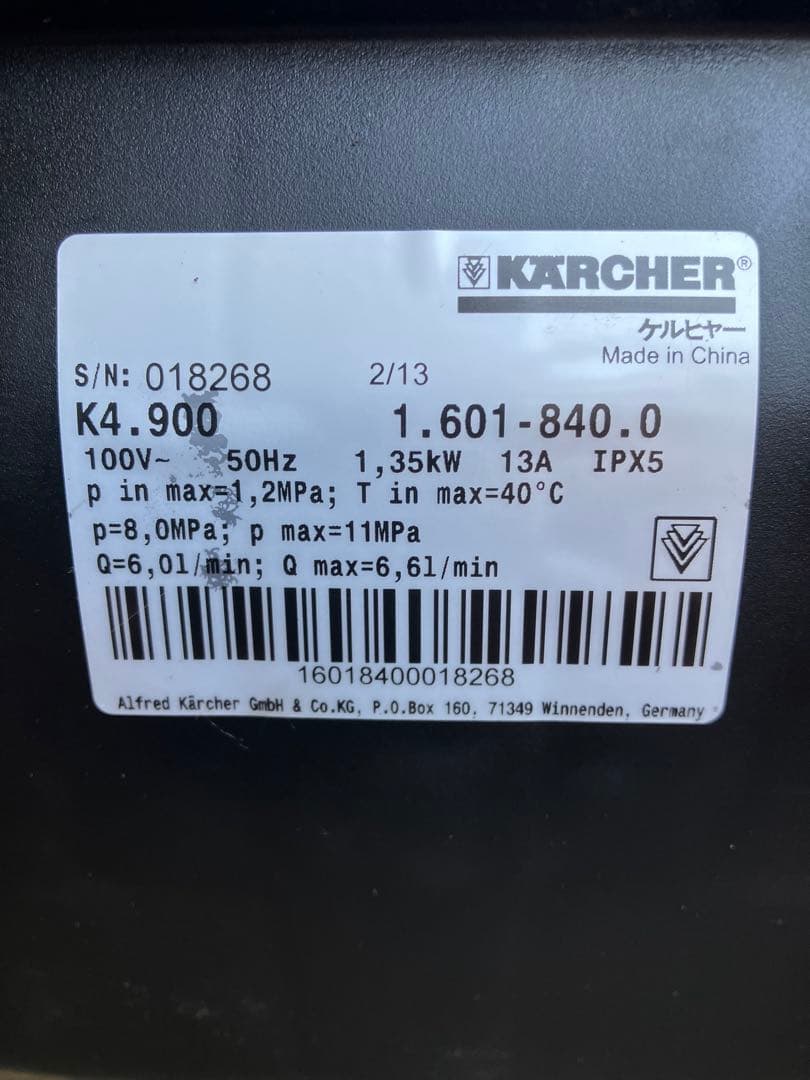 KÄRCHER®
ケルヒャー
Made in China
S/N: 018268 2/13
K4.900 1.601-840.0
100V~ 50Hz 1,35kW 13A IPX5
p in max=1,2MPa; T in max=40°C
p=8,0MPa; p max=11MPa
Q=6,0l/min; Q max=6,6l/min
16018400018268
Alfred Kärcher GmbH & Co.KG, P.O.Box 160, 71349 Winnenden, Germany